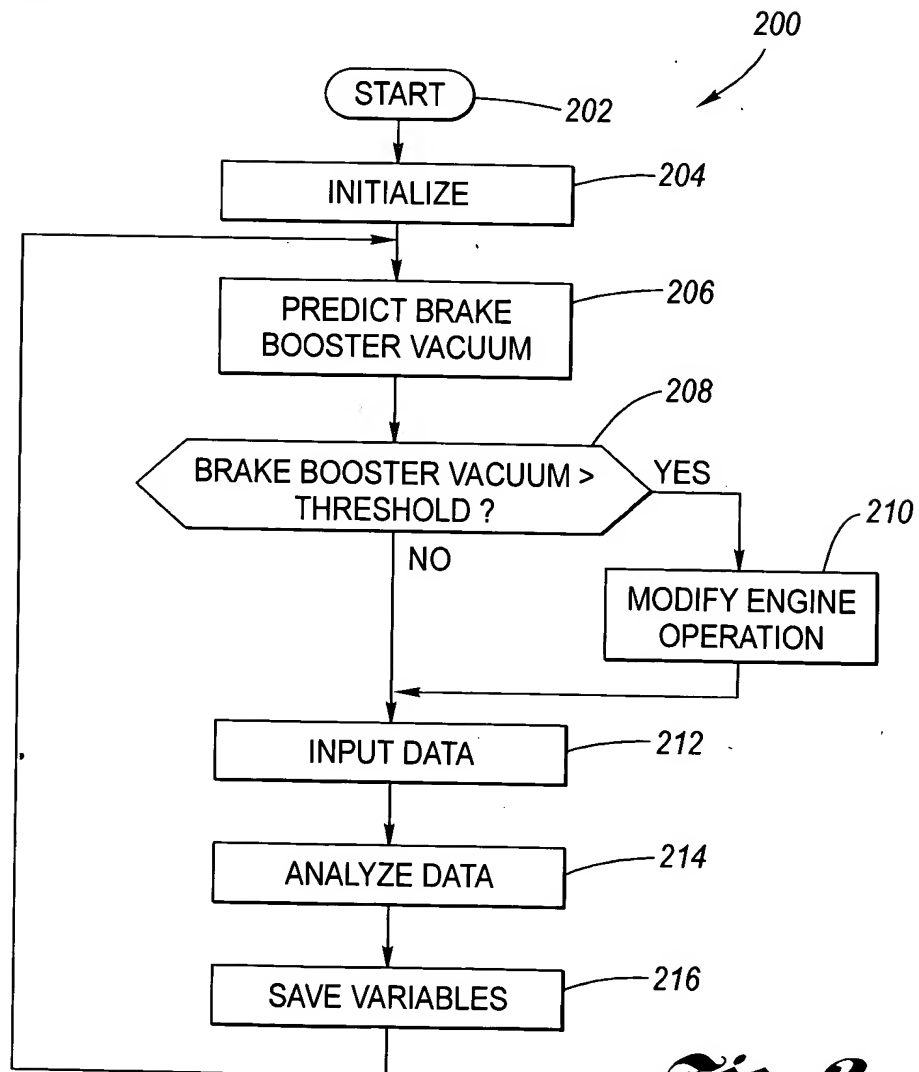 200
START
202
INITIALIZE
204
PREDICT BRAKE
BOOSTER VACUUM
206
208
BRAKE BOOSTER VACUUM >
THRESHOLD ?
YES
NO
210
MODIFY ENGINE
OPERATION
INPUT DATA
212
ANALYZE DATA
214
SAVE VARIABLES
216